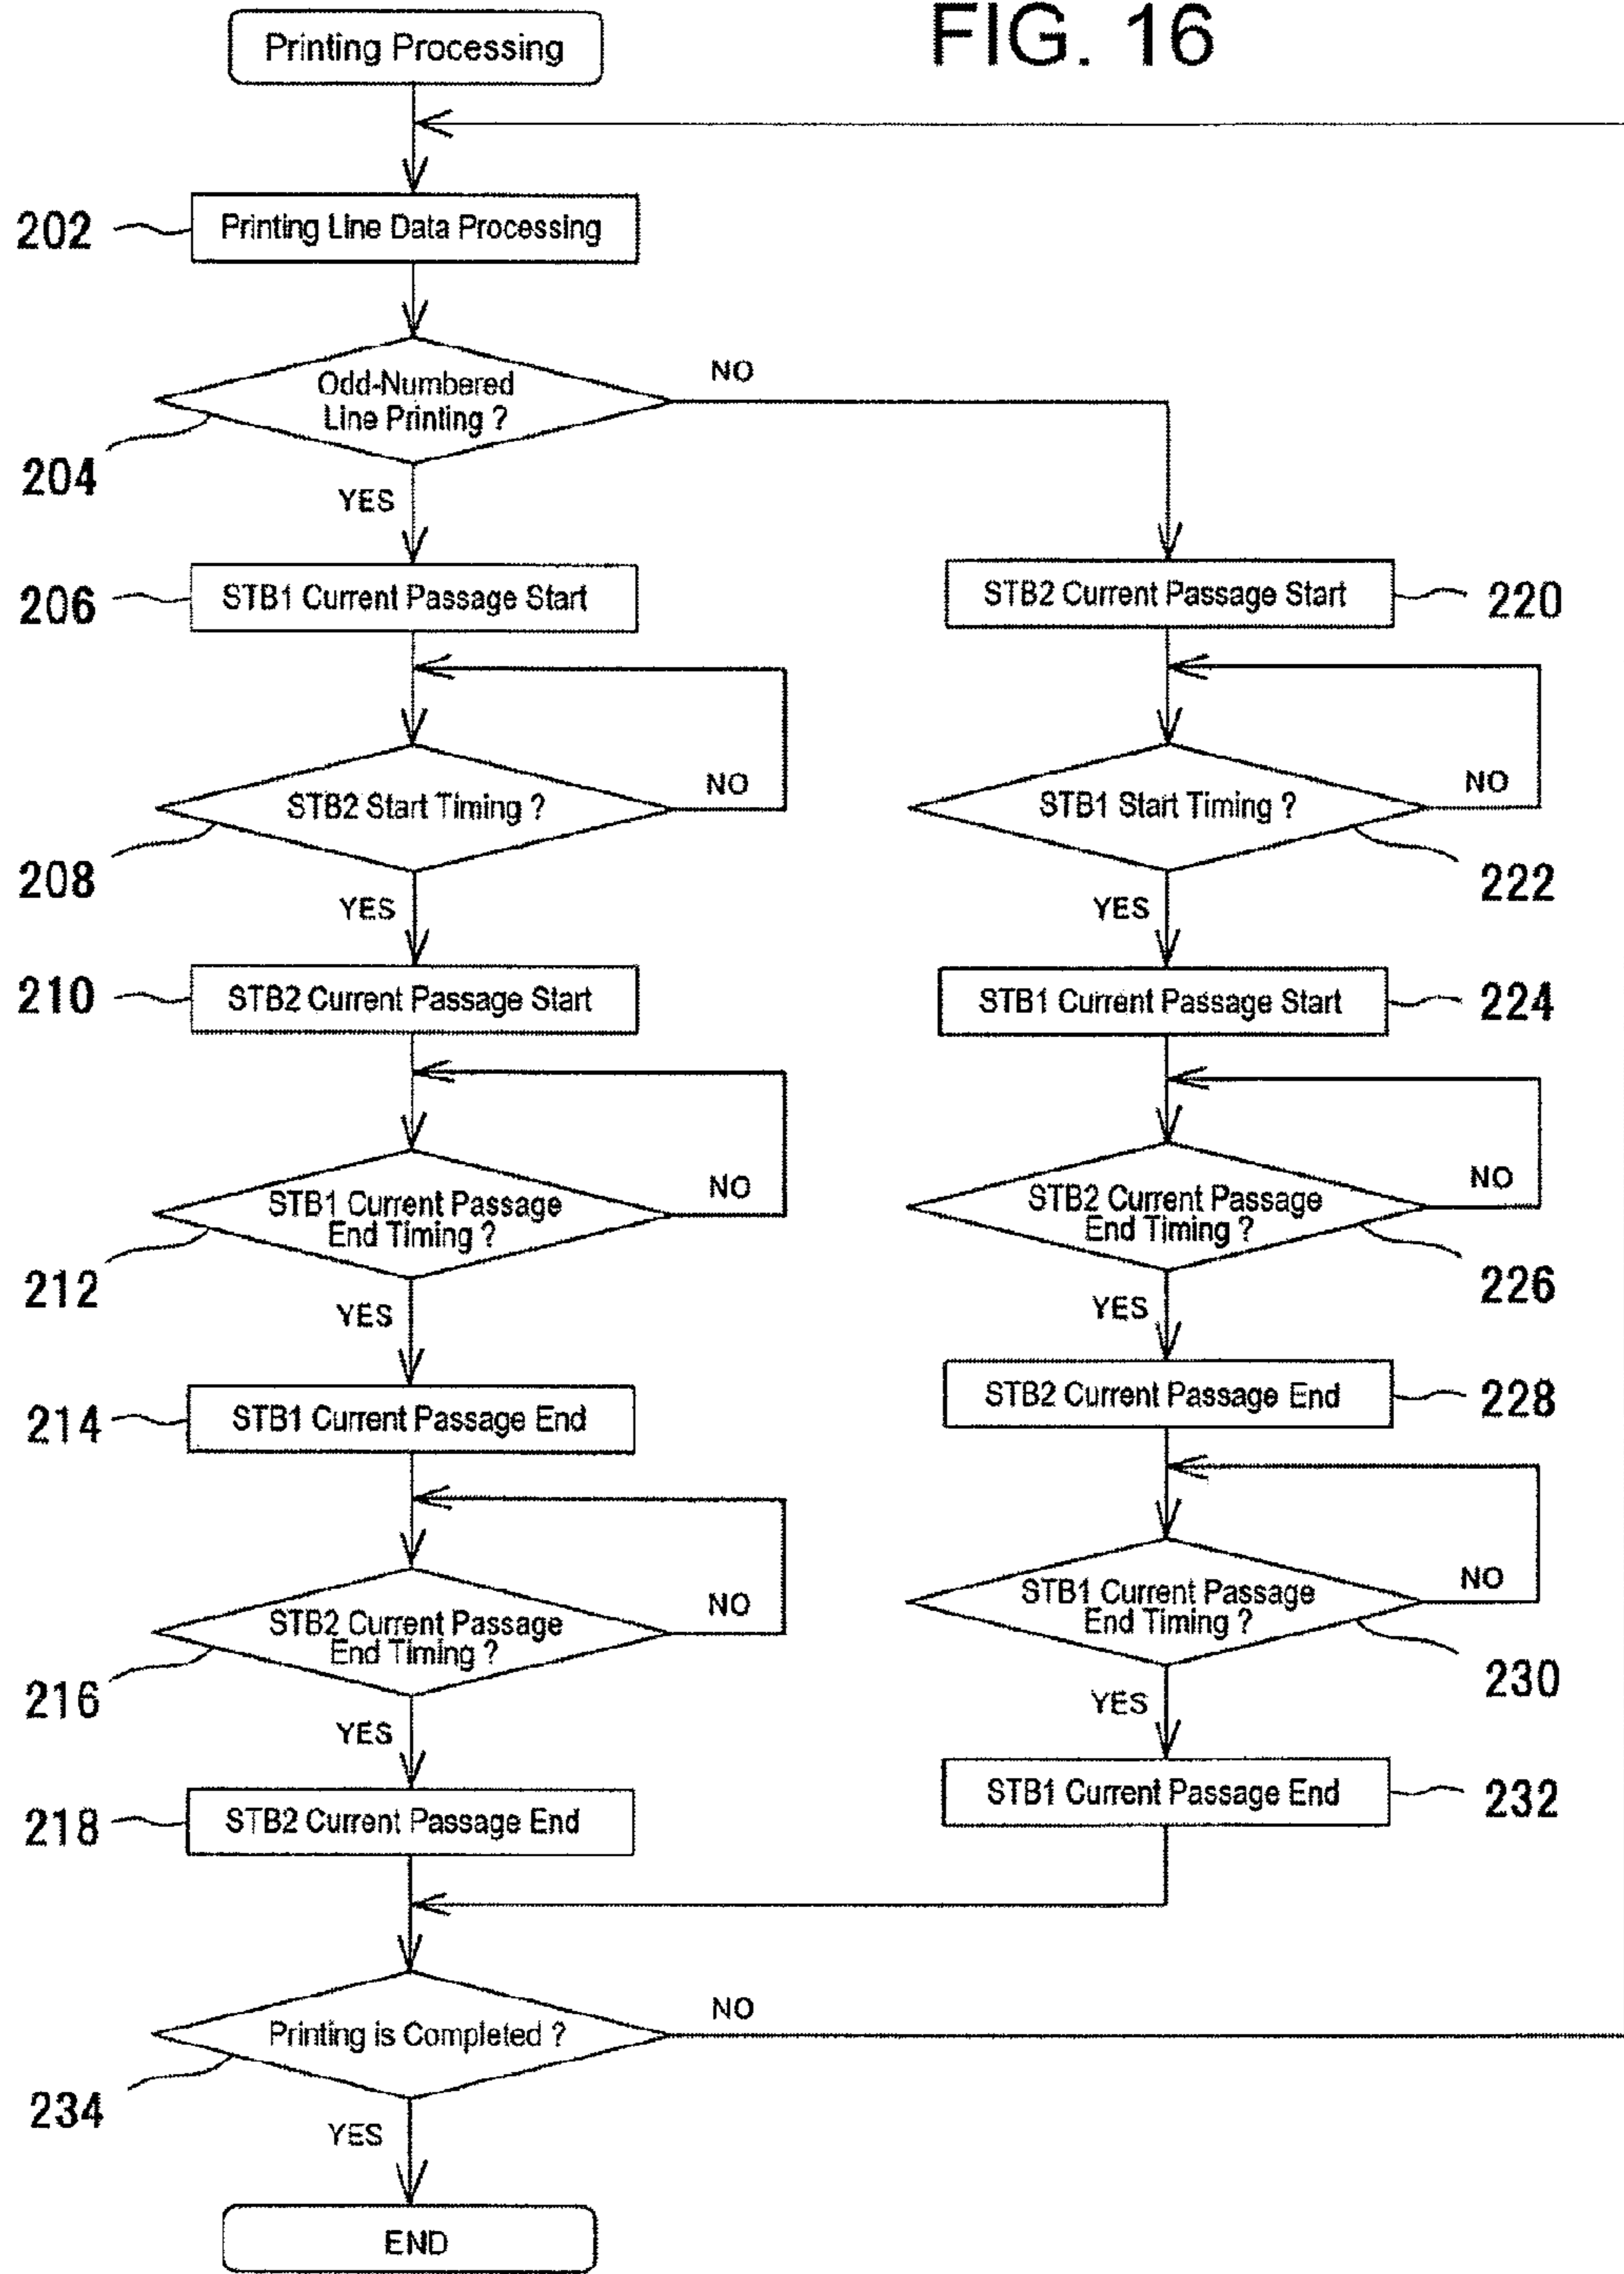 FIG. 16
Printing Processing
202
Printing Line Data Processing
Odd-Numbered
Line Printing ?
NO
204
YES
206
STB1 Current Passage Start
STB2 Start Timing ?
NO
208
YES
210
STB2 Current Passage Start
STB1 Current Passage
End Timing ?
NO
212
YES
214
STB1 Current Passage End
STB2 Current Passage
End Timing ?
NO
216
YES
218
STB2 Current Passage End
STB2 Current Passage Start
220
STB1 Start Timing ?
NO
222
YES
STB1 Current Passage Start
224
STB2 Current Passage
End Timing ?
NO
226
YES
STB2 Current Passage End
228
STB1 Current Passage
End Timing ?
NO
230
YES
STB1 Current Passage End
232
Printing is Completed ?
NO
234
YES
END